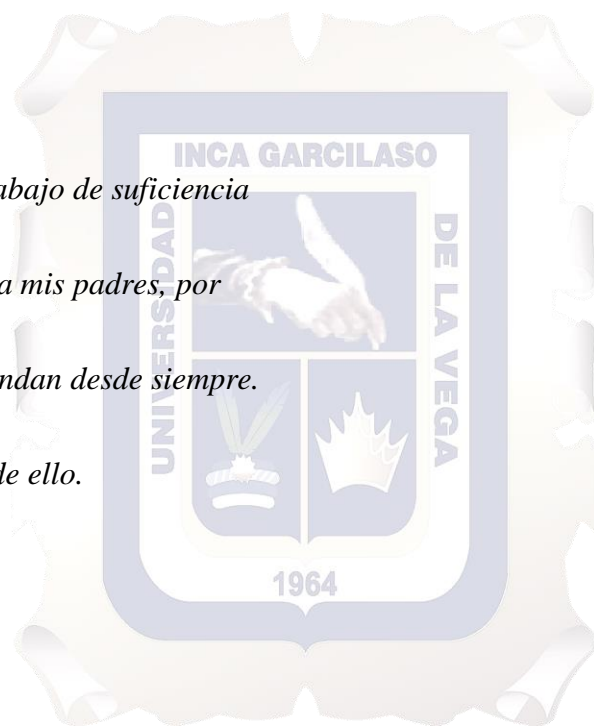 INCA GARCILASO
UNIVERSIDAD
DE LA VEGA
abajo de suficiencia
a mis padres, por
ndan desde siempre.
de ello.
1964